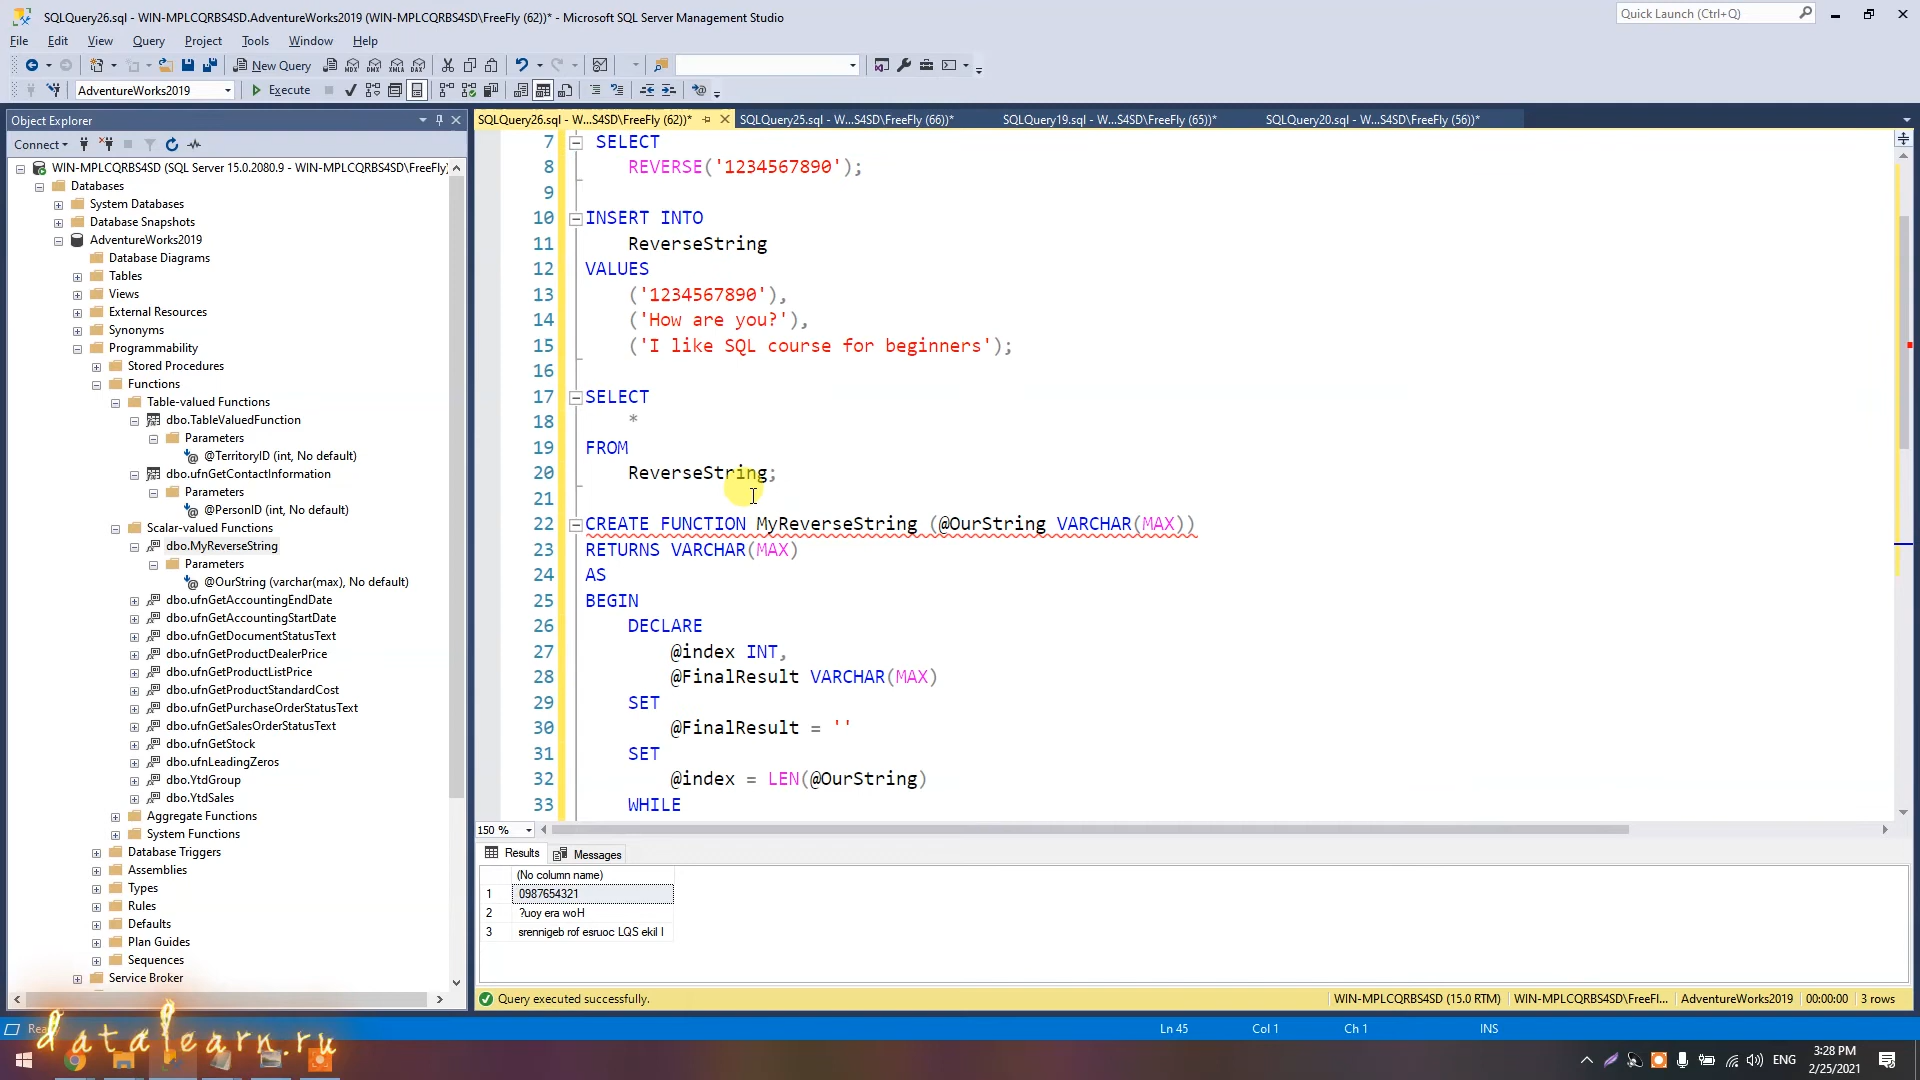 SQLQuery26.sql - WIN-MPLCQRBS4SD.AdventureWorks2019 (WIN-MPLCQRBS4SD\FreeFly (62))* - Microsoft SQL Server Management Studio
Quick Launch (Ctrl+Q)
File Edit View Query Project Tools Window Help
New Query
AdventureWorks2019
Execute
Object Explorer
SQLQuery26.sql - W...S4SD\FreeFly (62))* SQLQuery25.sql - W...S4SD\FreeFly (66))* SQLQuery19.sql - W...S4SD\FreeFly (65))* SQLQuery20.sql - W...S4SD\FreeFly (56))*
Connect
WIN-MPLCQRBS4SD (SQL Server 15.0.2080.9 - WIN-MPLCQRBS4SD\FreeFly)
Databases
System Databases
Database Snapshots
AdventureWorks2019
Database Diagrams
Tables
Views
External Resources
Synonyms
Programmability
Stored Procedures
Functions
Table-valued Functions
dbo.TableValuedFunction
Parameters
@TerritoryID (int, No default)
dbo.ufnGetContactInformation
Parameters
@PersonID (int, No default)
Scalar-valued Functions
dbo.MyReverseString
Parameters
@OurString (varchar(max), No default)
dbo.ufnGetAccountingEndDate
dbo.ufnGetAccountingStartDate
dbo.ufnGetDocumentStatusText
dbo.ufnGetProductDealerPrice
dbo.ufnGetProductListPrice
dbo.ufnGetProductStandardCost
dbo.ufnGetPurchaseOrderStatusText
dbo.ufnGetSalesOrderStatusText
dbo.ufnGetStock
dbo.ufnLeadingZeros
dbo.YtdGroup
dbo.YtdSales
Aggregate Functions
System Functions
Database Triggers
Assemblies
Types
Rules
Defaults
Plan Guides
Sequences
Service Broker
7 SELECT
8 REVERSE('1234567890');
9
10 INSERT INTO
11 ReverseString
12 VALUES
13 ('1234567890'),
14 ('How are you?'),
15 ('I like SQL course for beginners');
16
17 SELECT
18 *
19 FROM
20 ReverseString;
21
22 CREATE FUNCTION MyReverseString (@OurString VARCHAR(MAX))
23 RETURNS VARCHAR(MAX)
24 AS
25 BEGIN
26 DECLARE
27 @index INT,
28 @FinalResult VARCHAR(MAX)
29 SET
30 @FinalResult = ''
31 SET
32 @index = LEN(@OurString)
33 WHILE
150 %
Results Messages
(No column name)
1 0987654321
2 ?uoy era woH
3 srennigeb rof esruoc LQS ekil I
Query executed successfully.
WIN-MPLCQRBS4SD (15.0 RTM) WIN-MPLCQRBS4SD\FreeFl... AdventureWorks2019 00:00:00 3 rows
Ln 45 Col 1 Ch 1 INS
datalearn.ru
ENG
3:28 PM
2/25/2021